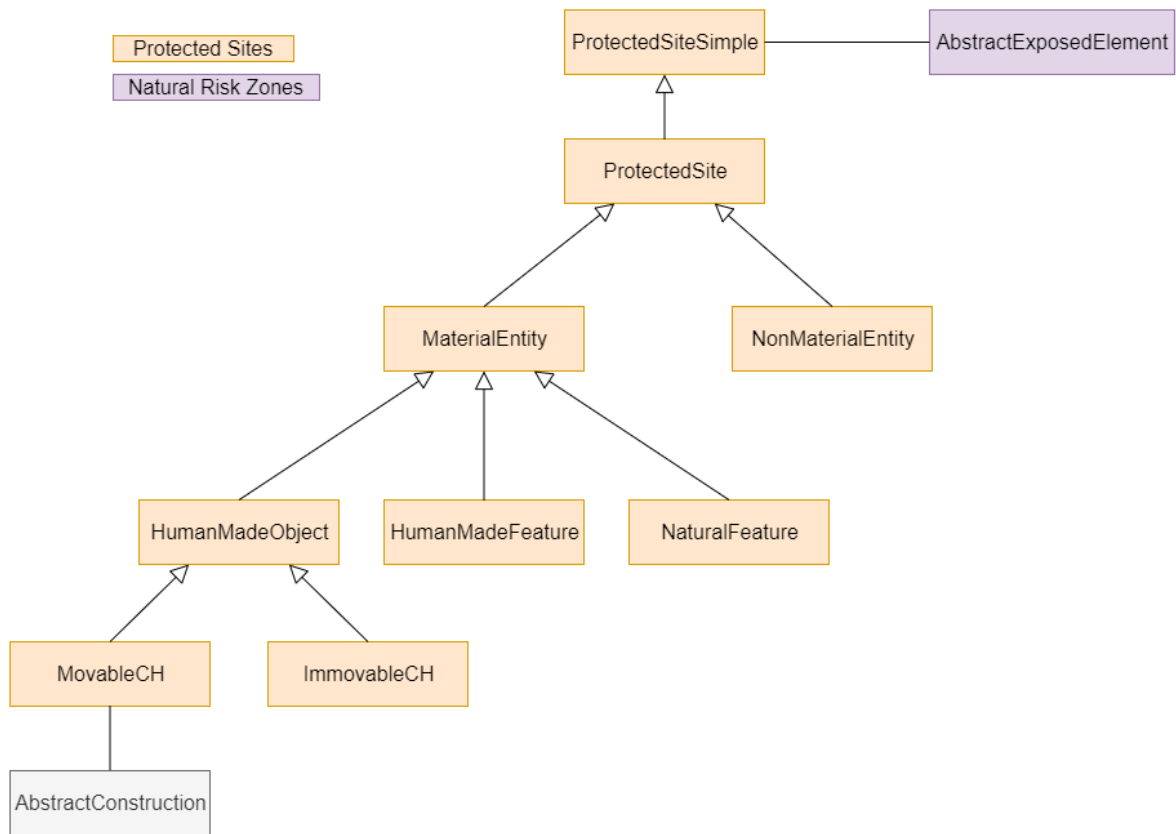 ProtectedSiteSimple
AbstractExposedElement
Protected Sites
Natural Risk Zones
ProtectedSite
MaterialEntity
NonMaterialEntity
HumanMadeObject
HumanMadeFeature
NaturalFeature
MovableCH
ImmovableCH
AbstractConstruction